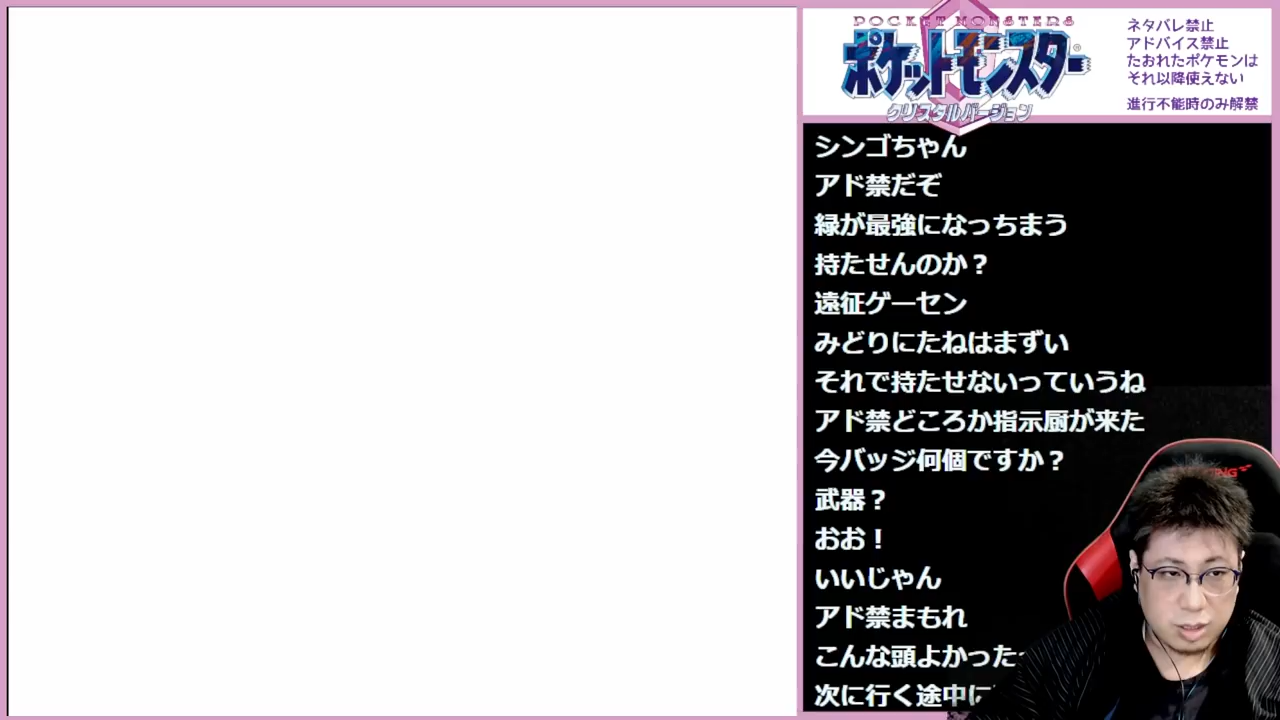 POCKET MONSTERS
ポケットモンスター
クリスタルバージョン
ネタバレ禁止
アドバイス禁止
たおれたポケモンは
それ以降使えない
進行不能時のみ解禁
シンゴちゃん
アド禁だぞ
緑が最強になっちまう
持たせんのか？
遠征ゲーセン
みどりにたねはまずい
それで持たせないっていうね
アド禁どころか指示厨が来た
今バッジ何個ですか？
武器？
おお！
いいじゃん
アド禁まもれ
こんな頭よかった
次に行く途中に